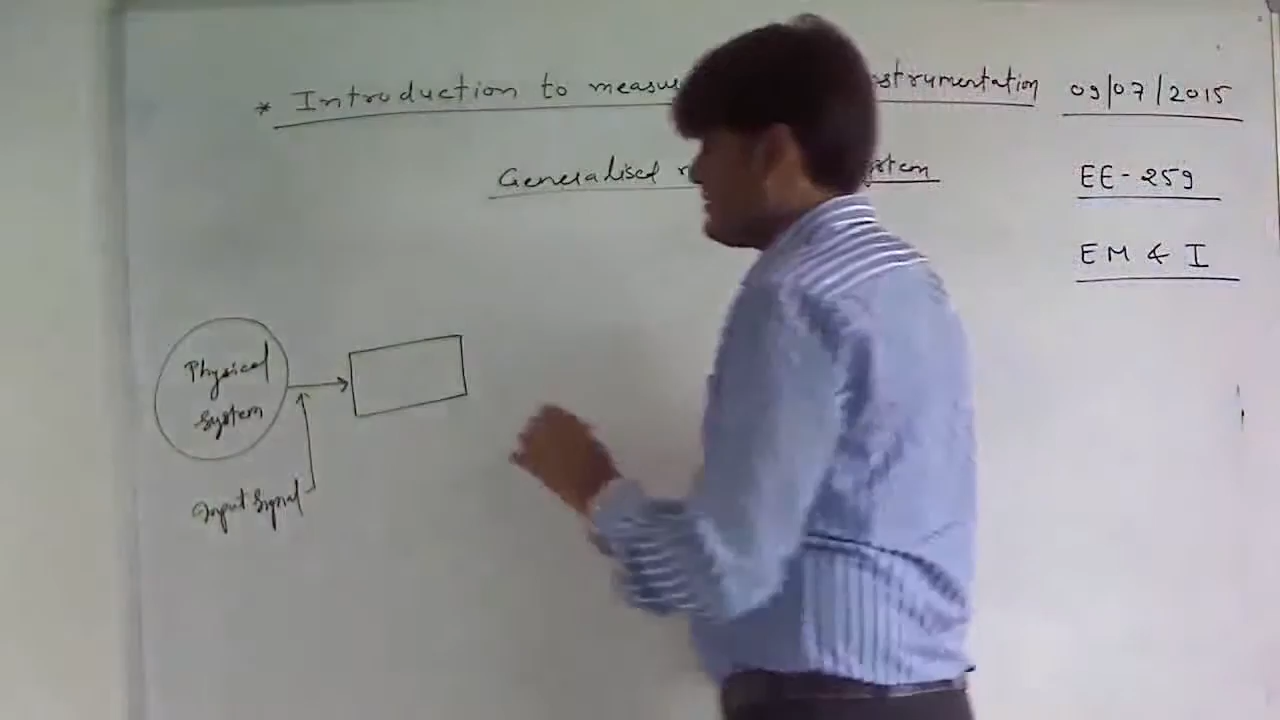 * Introduction to measu strumentation 09/07/2015
Generalised
EE-259
EM & I
Physical
System
Input Signal